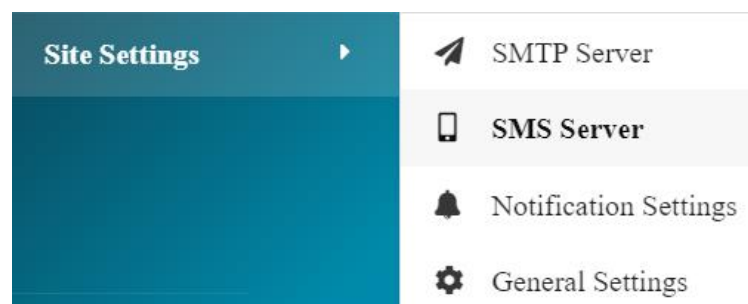 Site Settings
SMTP Server
SMS Server
Notification Settings
General Settings